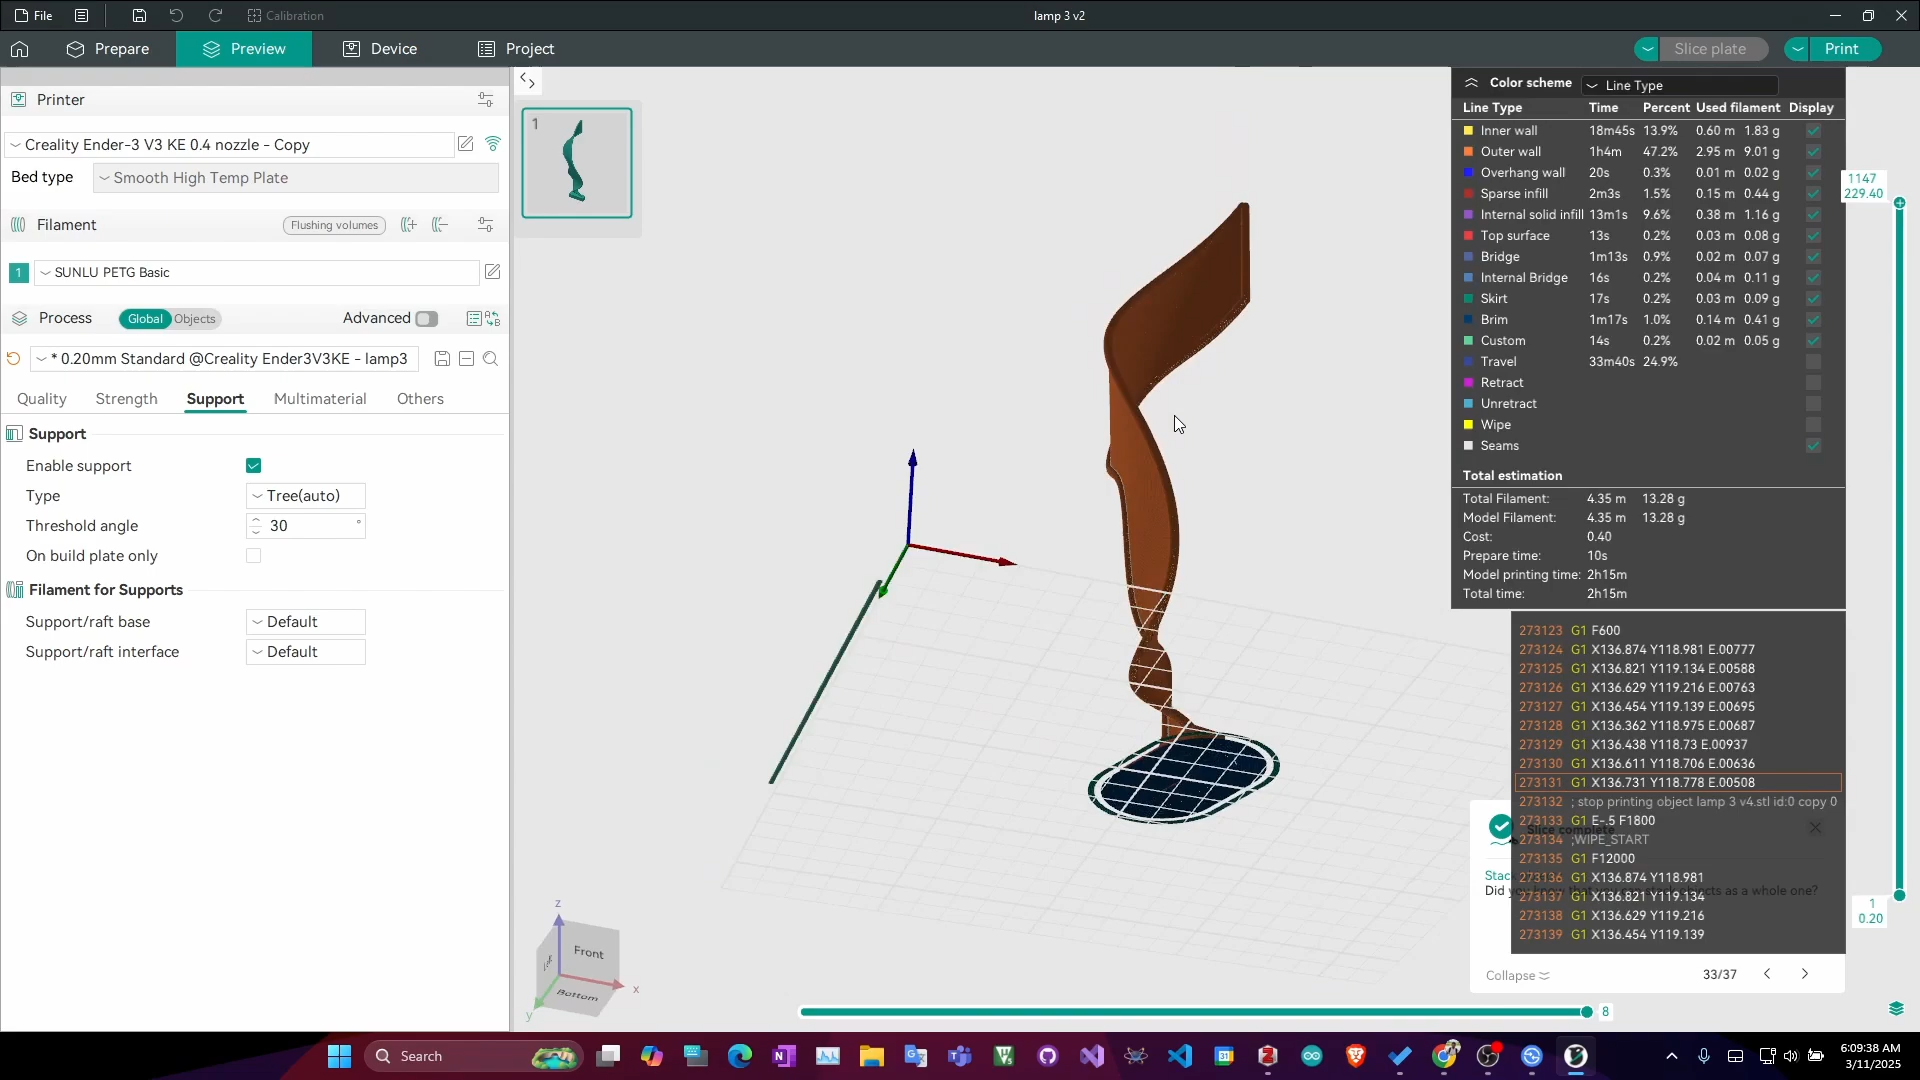 File
Calibration
lamp 3 v2
Prepare
Preview
Device
Project
Slice plate
Print
Printer
Creality Ender-3 V3 KE 0.4 nozzle - Copy
Bed type
Smooth High Temp Plate
Filament
Flushing volumes
1
SUNLU PETG Basic
Process
Global
Objects
Advanced
* 0.20mm Standard @Creality Ender3V3KE - lamp3
Quality
Strength
Support
Multimaterial
Others
Support
Enable support
Type
Tree(auto)
Threshold angle
30 °
On build plate only
Filament for Supports
Support/raft base
Default
Support/raft interface
Default
1
z
Front
Left
Bottom
x
y
8
Color scheme
Line Type
Line Type Time Percent Used filament Display
Inner wall 18m45s 13.9% 0.60 m 1.83 g
Outer wall 1h4m 47.2% 2.95 m 9.01 g
Overhang wall 20s 0.3% 0.01 m 0.02 g
Sparse infill 2m3s 1.5% 0.15 m 0.44 g
Internal solid infill 13m1s 9.6% 0.38 m 1.16 g
Top surface 13s 0.2% 0.03 m 0.08 g
Bridge 1m13s 0.9% 0.02 m 0.07 g
Internal Bridge 16s 0.2% 0.04 m 0.11 g
Skirt 17s 0.2% 0.03 m 0.09 g
Brim 1m17s 1.0% 0.14 m 0.41 g
Custom 14s 0.2% 0.02 m 0.05 g
Travel 33m40s 24.9%
Retract
Unretract
Wipe
Seams
Total estimation
Total Filament: 4.35 m 13.28 g
Model Filament: 4.35 m 13.28 g
Cost: 0.40
Prepare time: 10s
Model printing time: 2h15m
Total time: 2h15m
1147
229.40
273123 G1 F600
273124 G1 X136.874 Y118.981 E.00777
273125 G1 X136.821 Y119.134 E.00588
273126 G1 X136.629 Y119.216 E.00763
273127 G1 X136.454 Y119.139 E.00695
273128 G1 X136.362 Y118.975 E.00687
273129 G1 X136.438 Y118.73 E.00937
273130 G1 X136.611 Y118.706 E.00636
273131 G1 X136.731 Y118.778 E.00508
273132 ; stop printing object lamp 3 v4.stl id:0 copy 0
273133 G1 E-.5 F1800
273134 ;WIPE_START
273135 G1 F12000
273136 G1 X136.874 Y118.981
273137 G1 X136.821 Y119.134
273138 G1 X136.629 Y119.216
273139 G1 X136.454 Y119.139
Slice complete
Stack
Did you know that you can stack objects as a whole one?
1
0.20
Collapse
33/37
Search
6:09:38 AM
3/11/2025